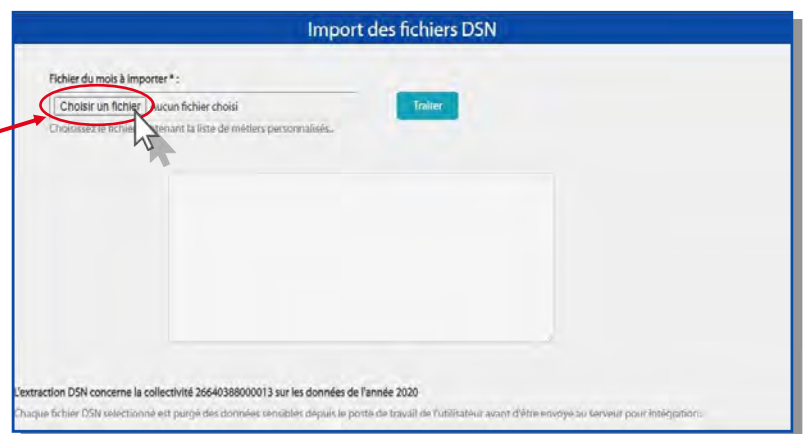 Import des fichiers DSN
Fichier du mois à importer * :
Choisir un fichier Aucun fichier choisi
Traiter
Choisissez le fichier contenant la liste de métiers personnalisés..
L'extraction DSN concerne la collectivité 26640388000013 sur les données de l'année 2020
Chaque fichier DSN sélectionné est purgé des données sensibles depuis le poste de travail de l'utilisateur avant d'être envoyé au serveur pour intégration.